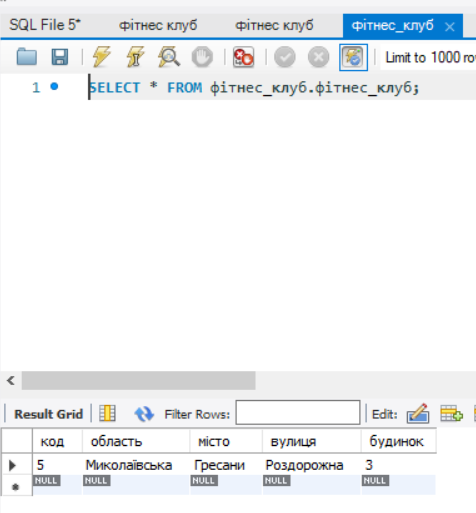 SQL File 5* фітнес клуб фітнес клуб фітнес_клуб
Limit to 1000 ro
1 SELECT * FROM фітнес_клуб.фітнес_клуб;
Result Grid Filter Rows: Edit:
код область місто вулиця будинок
5 Миколаївська Гресани Роздорожна 3
NULL NULL NULL NULL NULL